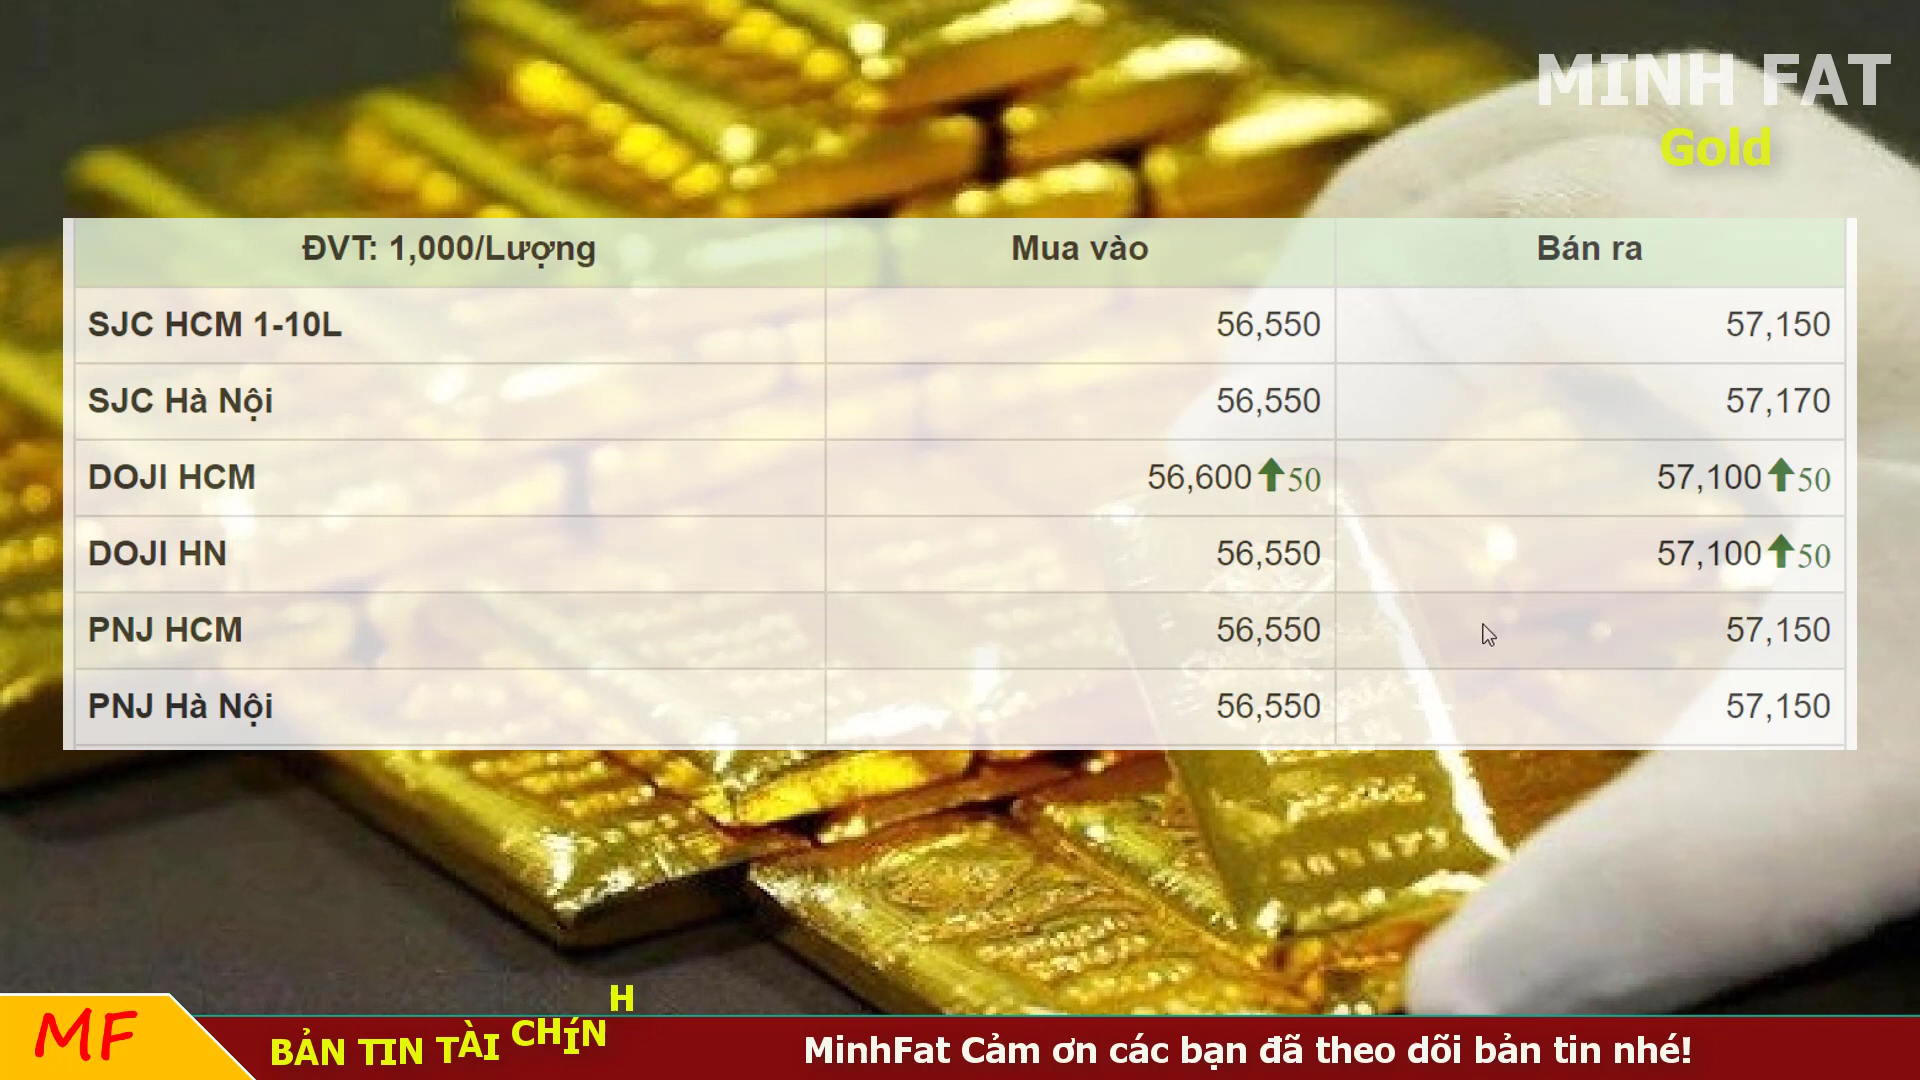 MINH FAT
Gold
ĐVT: 1,000/Lượng Mua vào Bán ra
SJC HCM 1-10L 56,550 57,150
SJC Hà Nội 56,550 57,170
DOJI HCM 56,600 50 57,100 50
DOJI HN 56,550 57,100 50
PNJ HCM 56,550 57,150
PNJ Hà Nội 56,550 57,150
MF
BẢN TIN TÀI CHÍNH
MinhFat Cảm ơn các bạn đã theo dõi bản tin nhé!